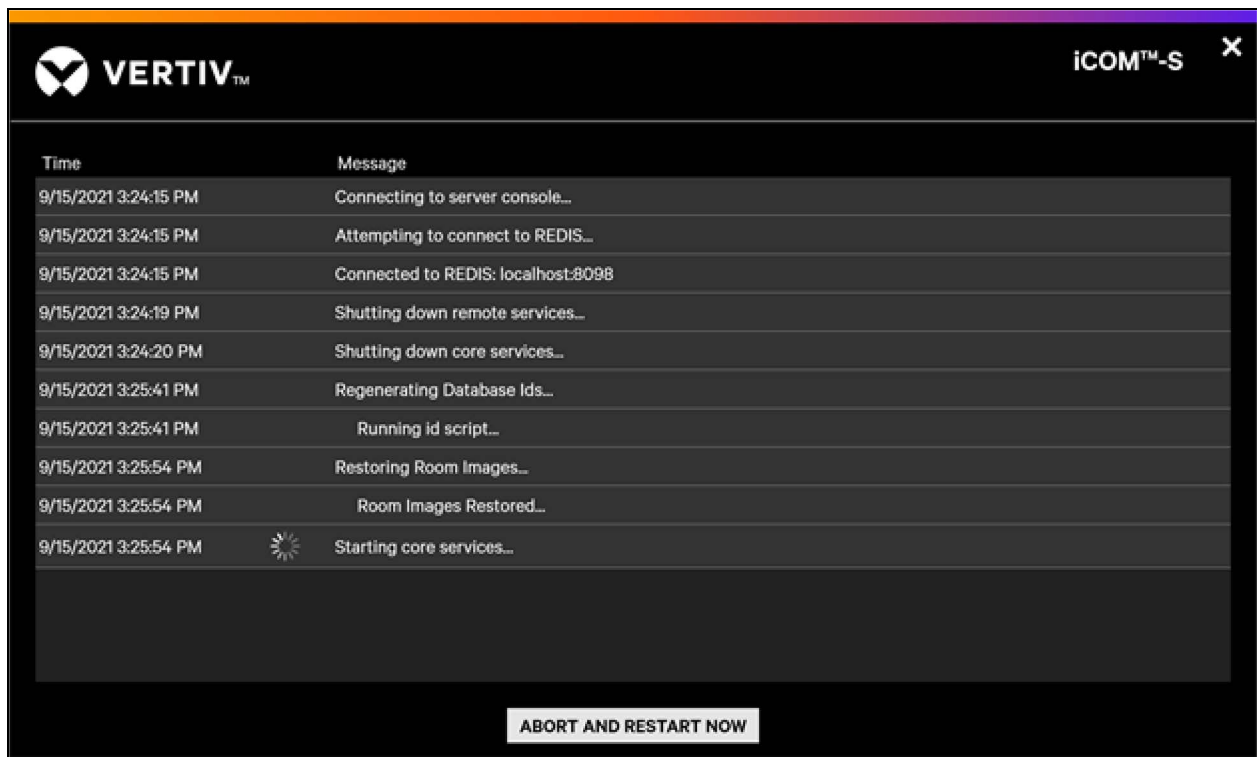 VERTIV™
iCOM™-S
Time Message
9/15/2021 3:24:15 PM Connecting to server console...
9/15/2021 3:24:15 PM Attempting to connect to REDIS...
9/15/2021 3:24:15 PM Connected to REDIS: localhost:8098
9/15/2021 3:24:19 PM Shutting down remote services...
9/15/2021 3:24:20 PM Shutting down core services...
9/15/2021 3:25:41 PM Regenerating Database Ids...
9/15/2021 3:25:41 PM Running id script...
9/15/2021 3:25:54 PM Restoring Room Images...
9/15/2021 3:25:54 PM Room Images Restored...
9/15/2021 3:25:54 PM Starting core services...
ABORT AND RESTART NOW